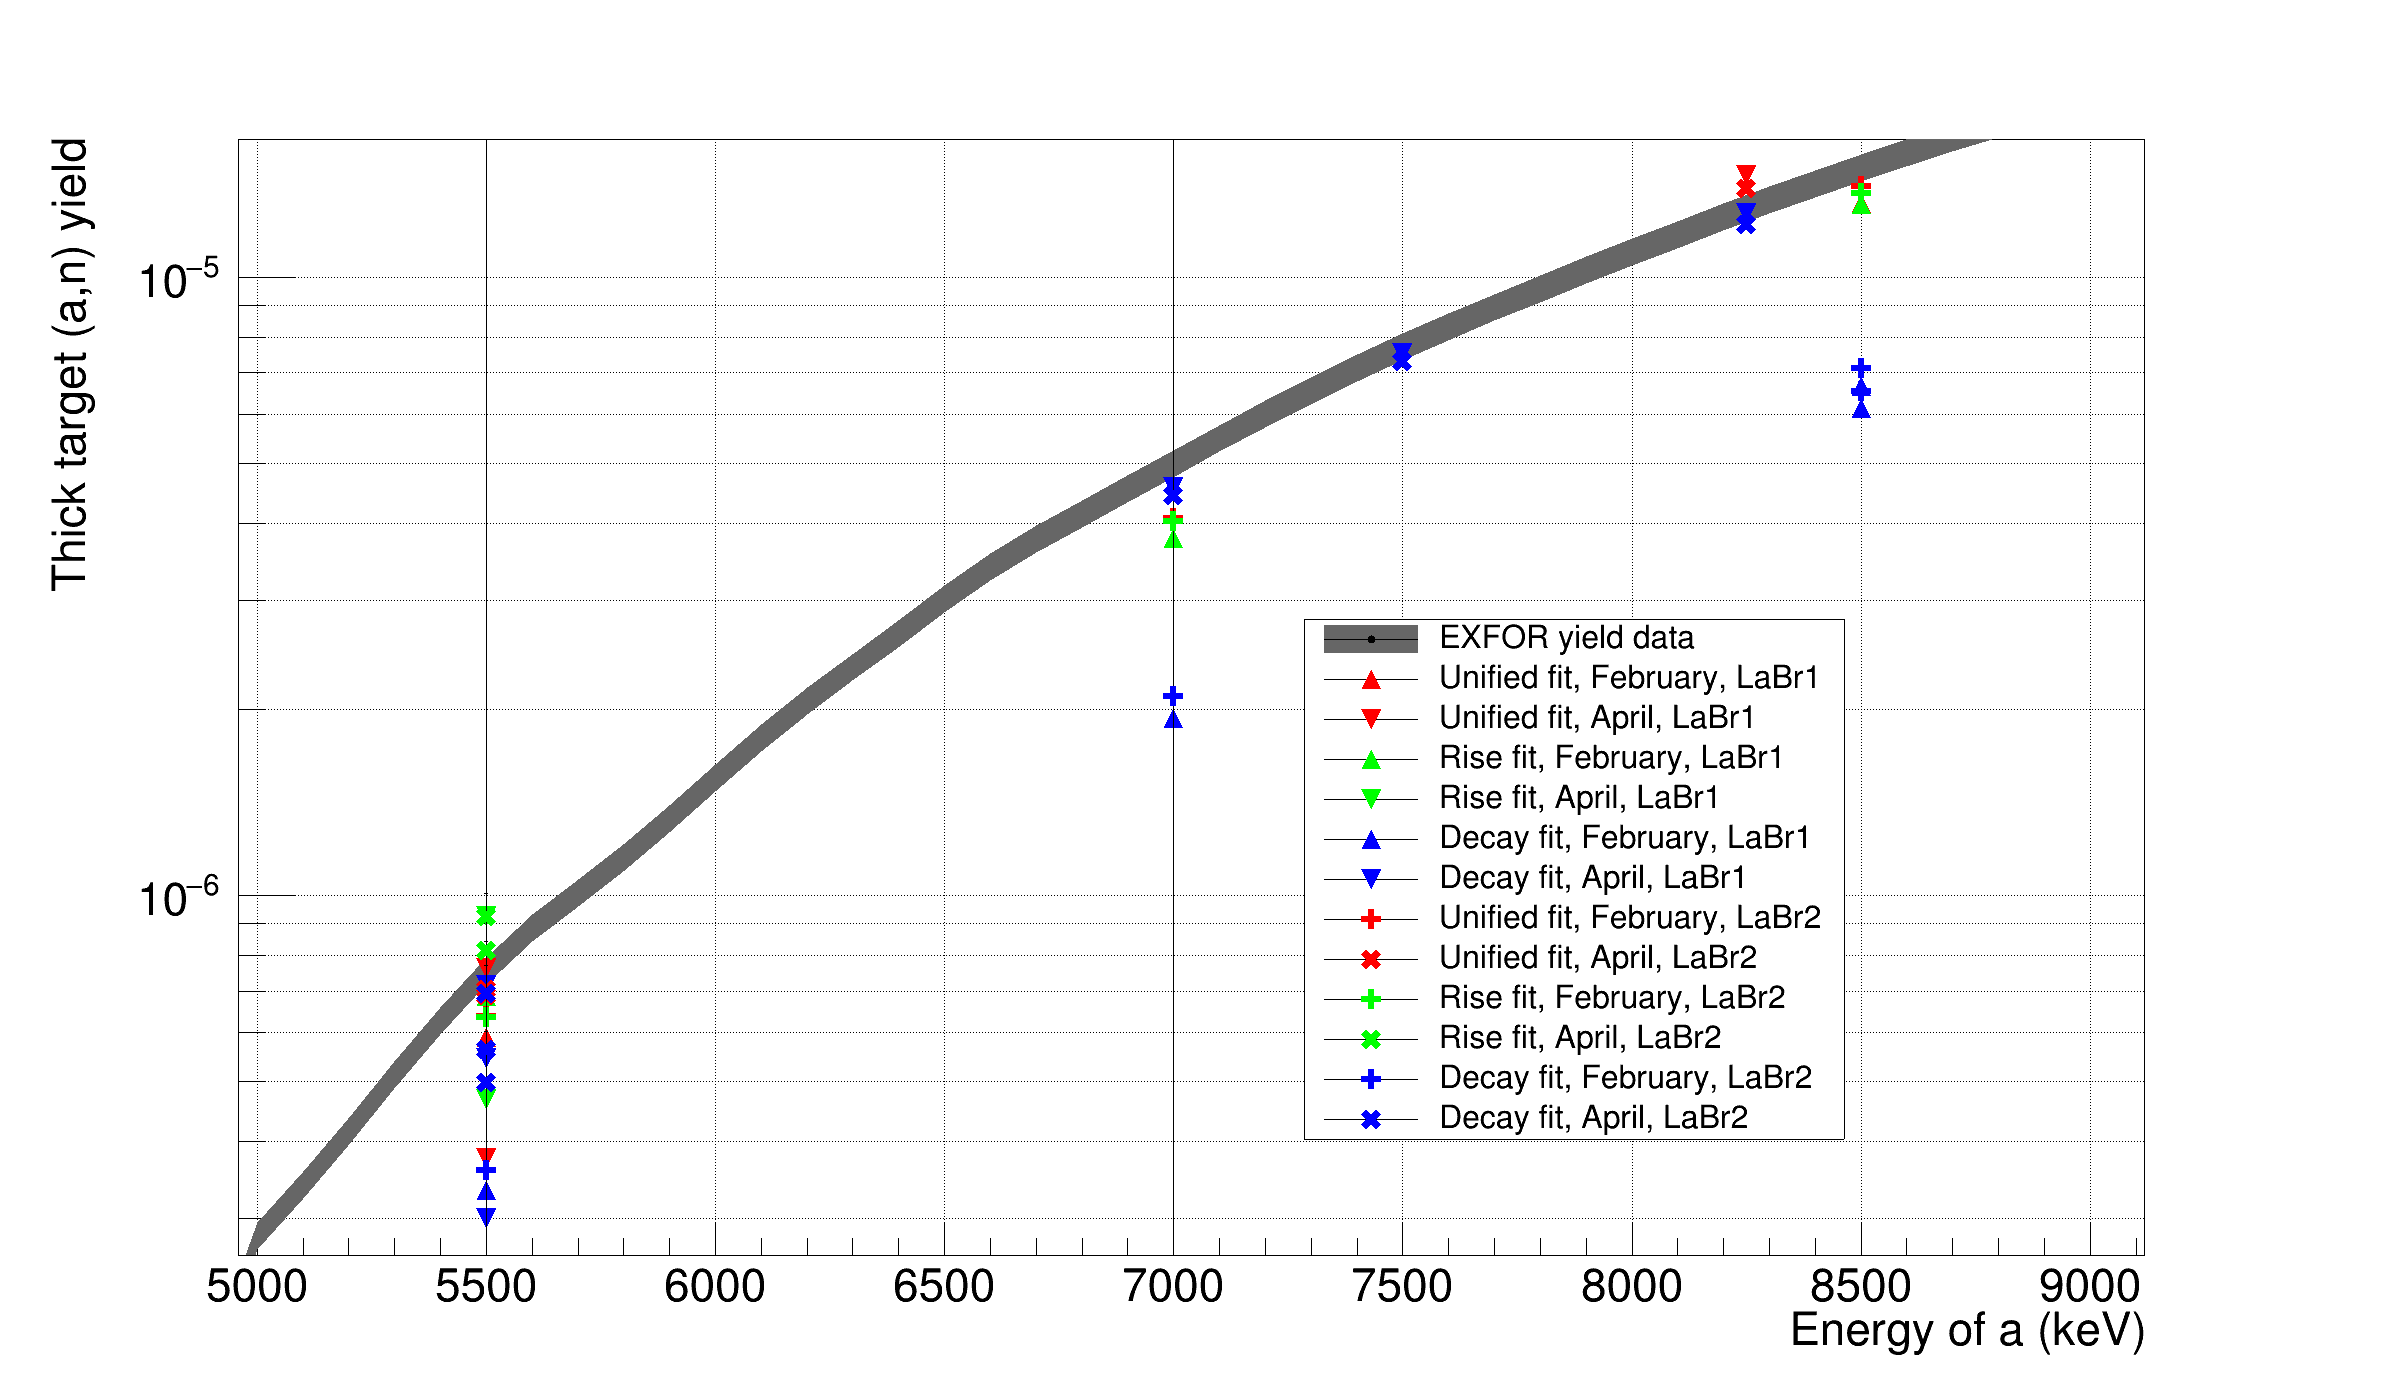 Thick target (a,n) yield
10⁻⁵
10⁻⁶
EXFOR yield data
Unified fit, February, LaBr1
Unified fit, April, LaBr1
Rise fit, February, LaBr1
Rise fit, April, LaBr1
Decay fit, February, LaBr1
Decay fit, April, LaBr1
Unified fit, February, LaBr2
Unified fit, April, LaBr2
Rise fit, February, LaBr2
Rise fit, April, LaBr2
Decay fit, February, LaBr2
Decay fit, April, LaBr2
5000 5500 6000 6500 7000 7500 8000 8500 9000
Energy of a (keV)